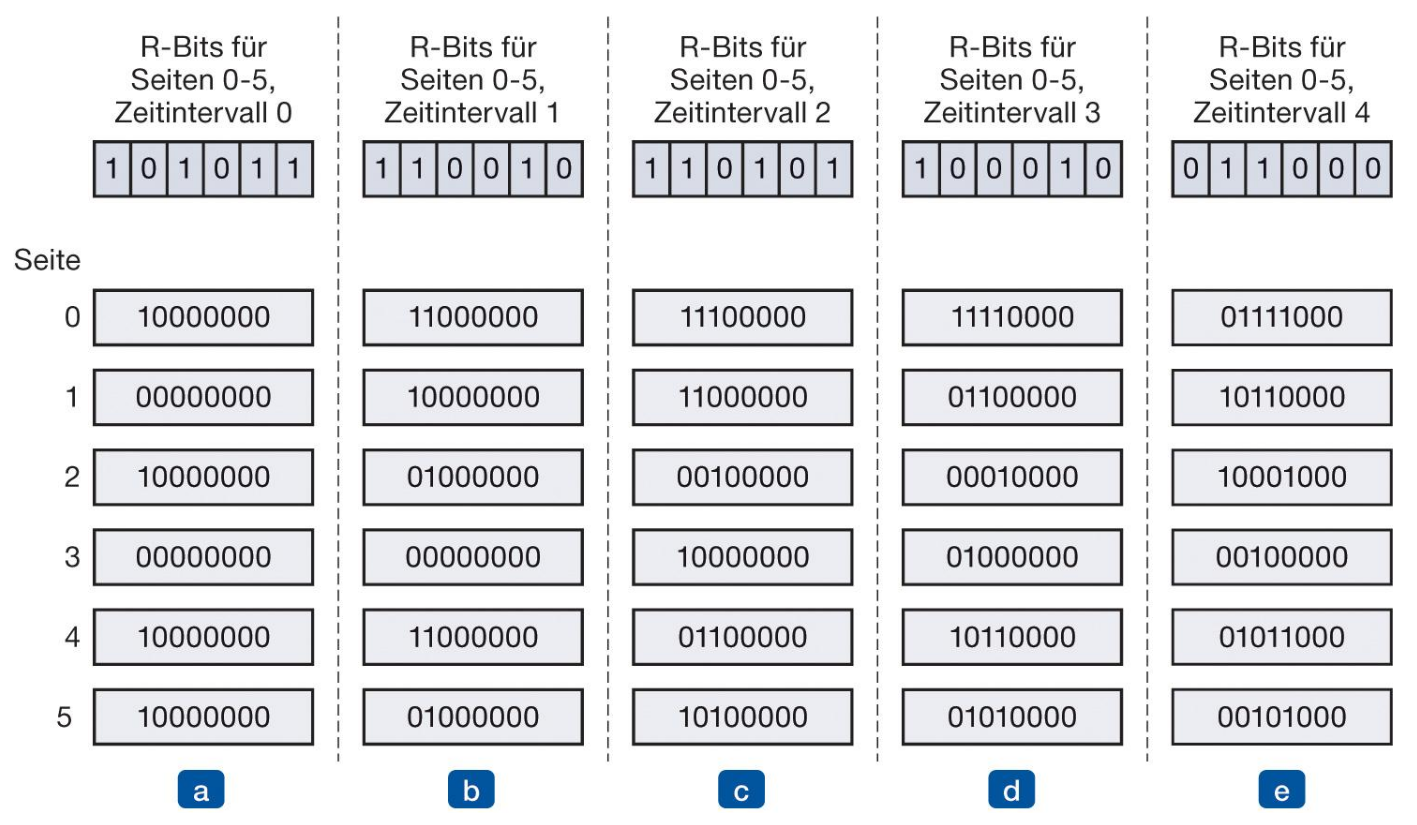 R-Bits für
Seiten 0-5,
Zeitintervall 0
R-Bits für
Seiten 0-5,
Zeitintervall 1
R-Bits für
Seiten 0-5,
Zeitintervall 2
R-Bits für
Seiten 0-5,
Zeitintervall 3
R-Bits für
Seiten 0-5,
Zeitintervall 4
1 0 1 0 1 1 1 1 0 0 1 0 1 1 0 1 0 1 1 0 0 0 1 0 0 1 1 0 0 0
Seite
0 10000000 11000000 11100000 11110000 01111000
1 00000000 10000000 11000000 01100000 10110000
2 10000000 01000000 00100000 00010000 10001000
3 00000000 00000000 10000000 01000000 00100000
4 10000000 11000000 01100000 10110000 01011000
5 10000000 01000000 10100000 01010000 00101000
a b c d e